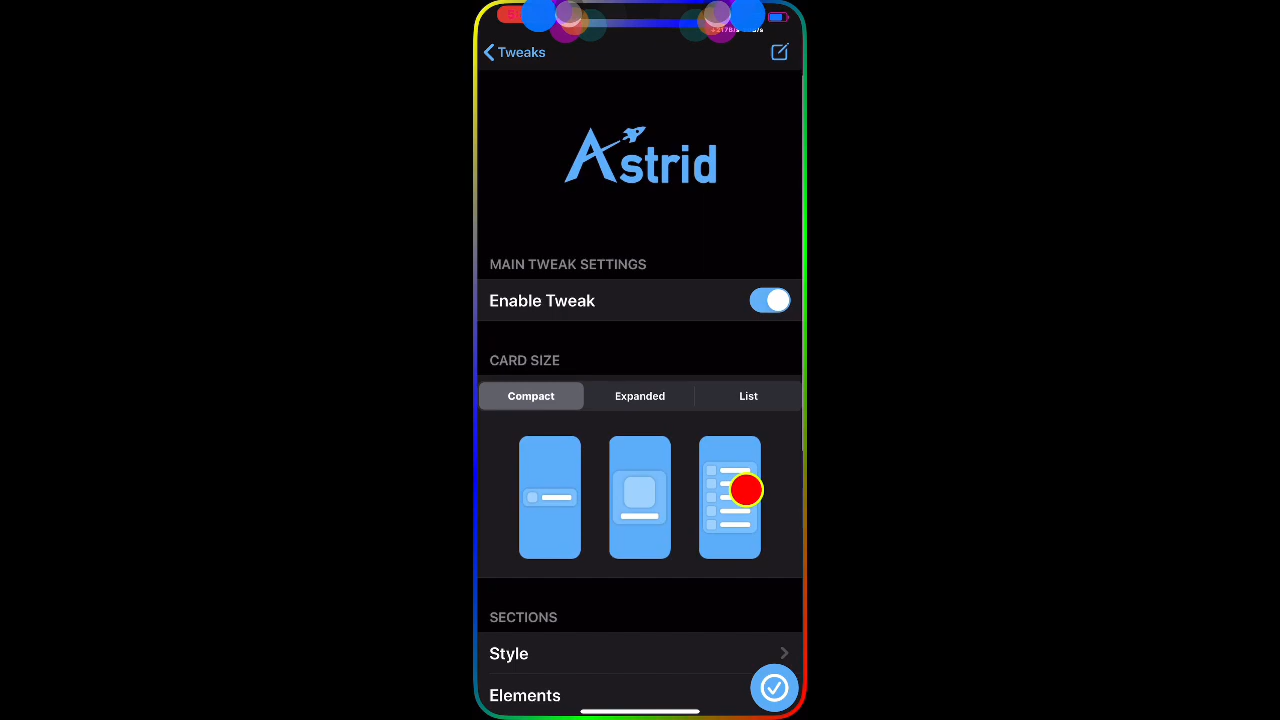 Tweaks
Astrid
MAIN TWEAK SETTINGS
Enable Tweak
CARD SIZE
Compact Expanded List
SECTIONS
Style
Elements